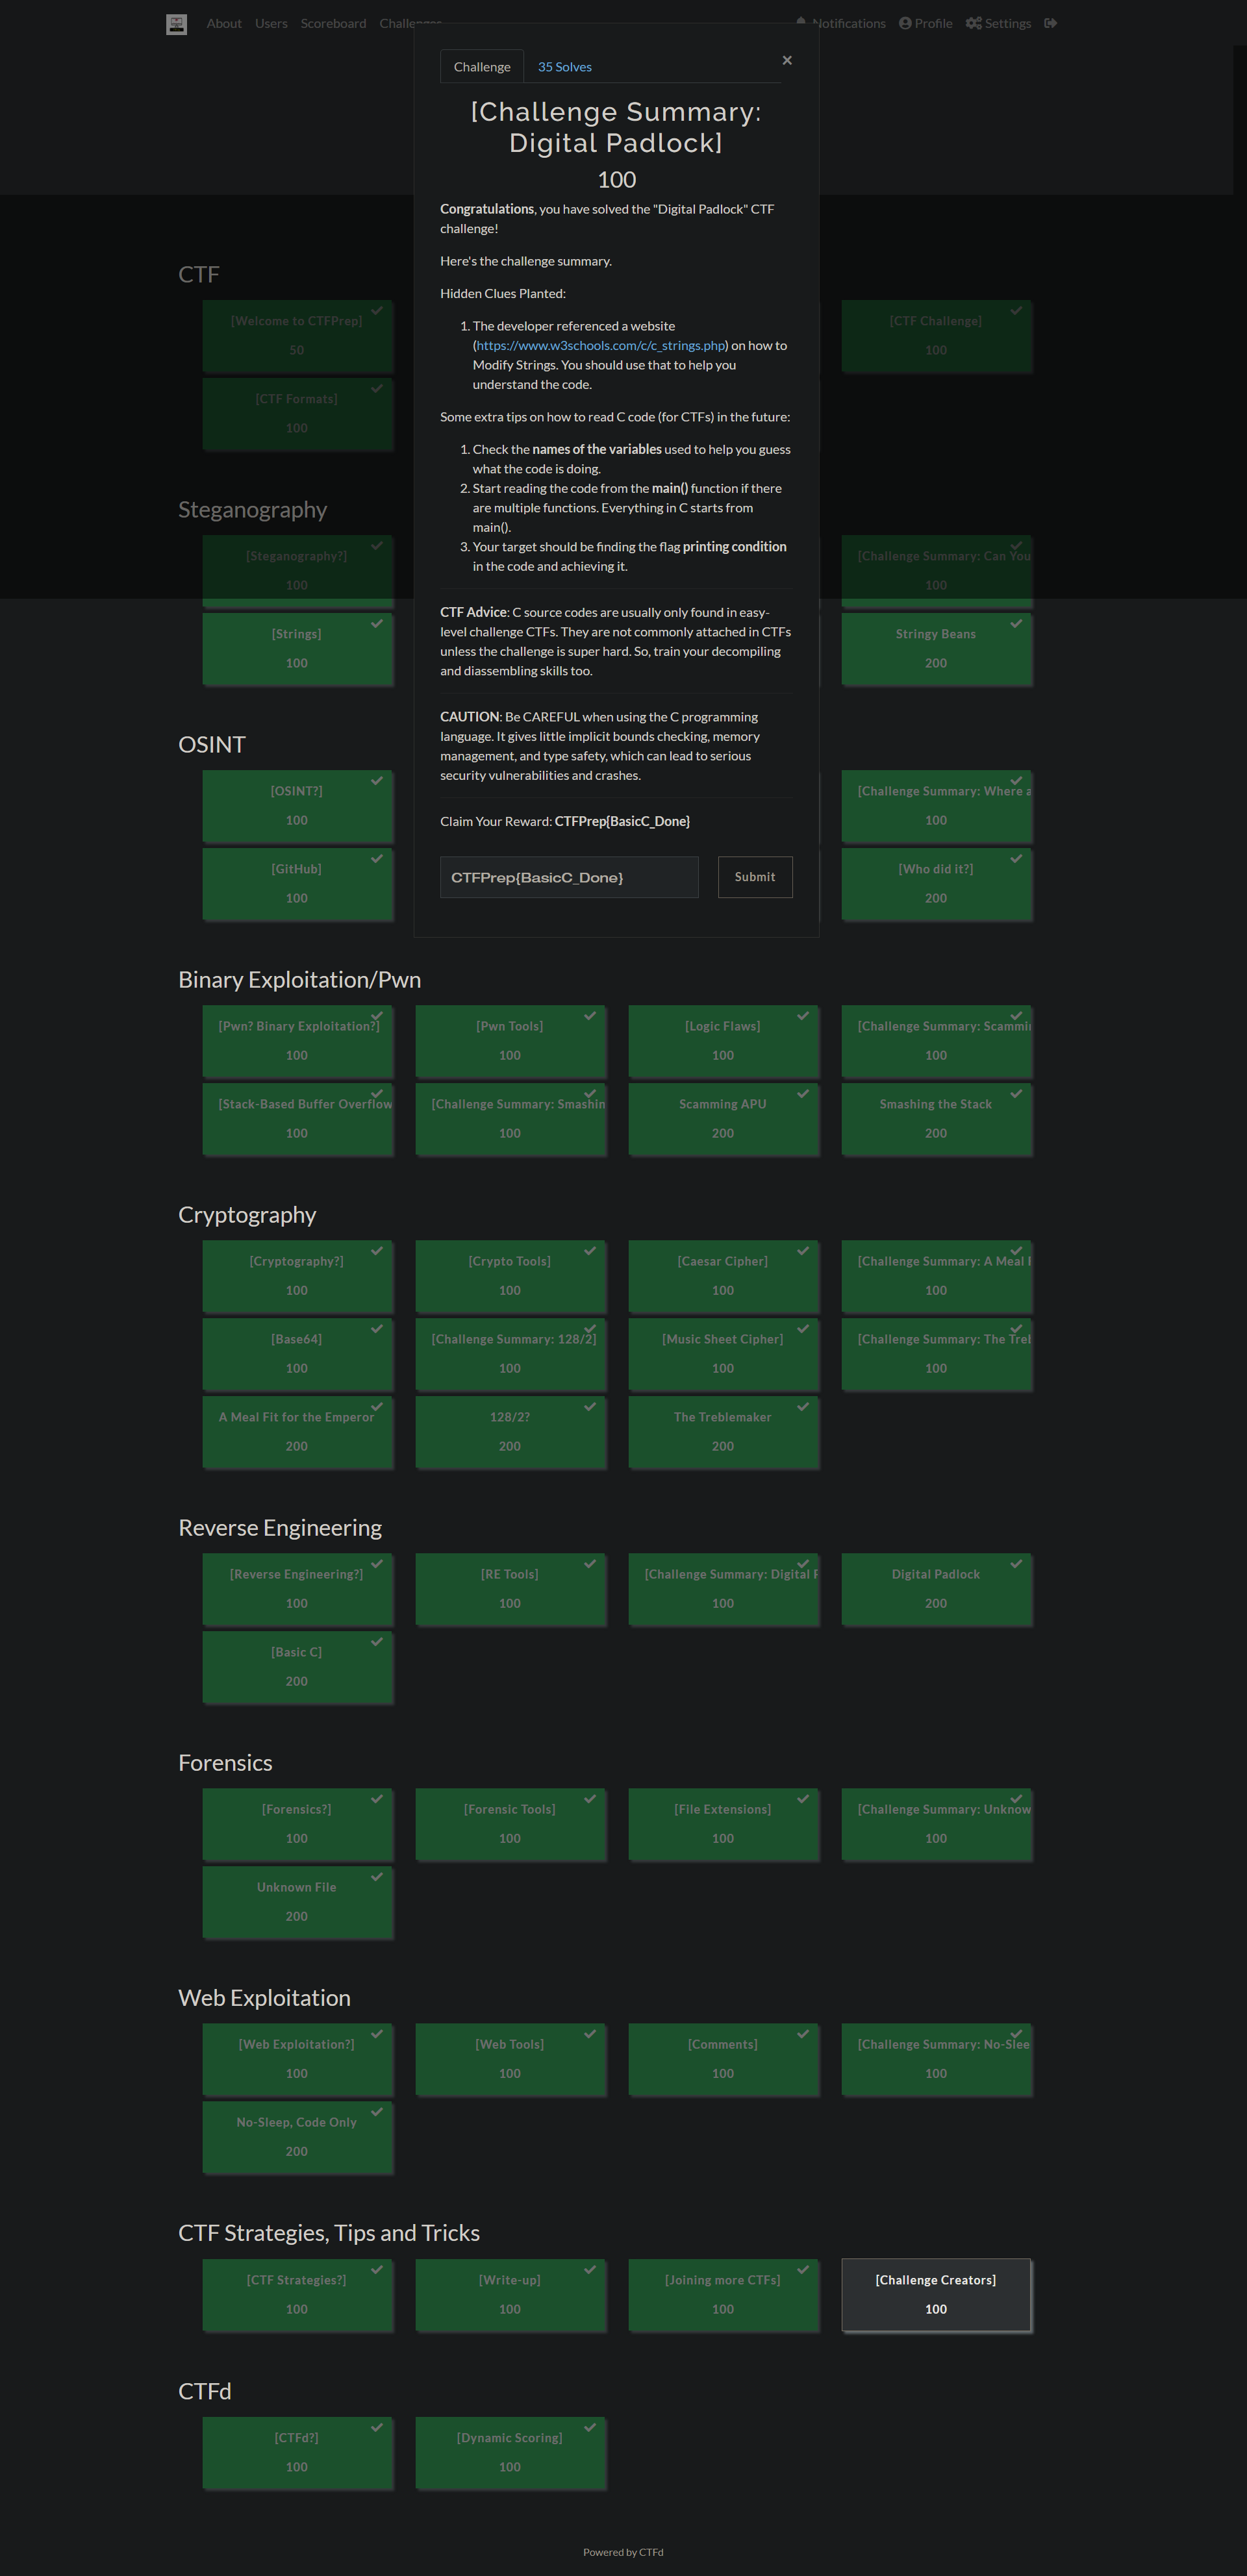 About Users Scoreboard Challenges Notifications Profile Settings
Challenge 35 Solves ×
[Challenge Summary:
Digital Padlock]
100
Congratulations, you have solved the "Digital Padlock" CTF
challenge!
Here's the challenge summary.
Hidden Clues Planted:
1. The developer referenced a website
(https://www.w3schools.com/c/c_strings.php) on how to
Modify Strings. You should use that to help you
understand the code.
Some extra tips on how to read C code (for CTFs) in the future:
1. Check the names of the variables used to help you guess
what the code is doing.
2. Start reading the code from the main() function if there
are multiple functions. Everything in C starts from
main().
3. Your target should be finding the flag printing condition
in the code and achieving it.
CTF Advice: C source codes are usually only found in easy-
level challenge CTFs. They are not commonly attached in CTFs
unless the challenge is super hard. So, train your decompiling
and diassembling skills too.
CAUTION: Be CAREFUL when using the C programming
language. It gives little implicit bounds checking, memory
management, and type safety, which can lead to serious
security vulnerabilities and crashes.
Claim Your Reward: CTFPrep{BasicC_Done}
CTFPrep{BasicC_Done} Submit
CTF
[Welcome to CTFPrep] [CTF Challenge]
50 100
[CTF Formats]
100
Steganography
[Steganography?] [Challenge Summary: Can You
100 100
[Strings] Stringy Beans
100 200
OSINT
[OSINT?] [Challenge Summary: Where a
100 100
[GitHub] [Who did it?]
100 200
Binary Exploitation/Pwn
[Pwn? Binary Exploitation?] [Pwn Tools] [Logic Flaws] [Challenge Summary: Scammi
100 100 100 100
[Stack-Based Buffer Overflow [Challenge Summary: Smashin Scamming APU Smashing the Stack
100 100 200 200
Cryptography
[Cryptography?] [Crypto Tools] [Caesar Cipher] [Challenge Summary: A Meal
100 100 100 100
[Base64] [Challenge Summary: 128/2] [Music Sheet Cipher] [Challenge Summary: The Tre
100 100 100 100
A Meal Fit for the Emperor 128/2? The Treblemaker
200 200 200
Reverse Engineering
[Reverse Engineering?] [RE Tools] [Challenge Summary: Digital Digital Padlock
100 100 100 200
[Basic C]
200
Forensics
[Forensics?] [Forensic Tools] [File Extensions] [Challenge Summary: Unknow
100 100 100 100
Unknown File
200
Web Exploitation
[Web Exploitation?] [Web Tools] [Comments] [Challenge Summary: No-Slee
100 100 100 100
No-Sleep, Code Only
200
CTF Strategies, Tips and Tricks
[CTF Strategies?] [Write-up] [Joining more CTFs] [Challenge Creators]
100 100 100 100
CTFd
[CTFd?] [Dynamic Scoring]
100 100
Powered by CTFd